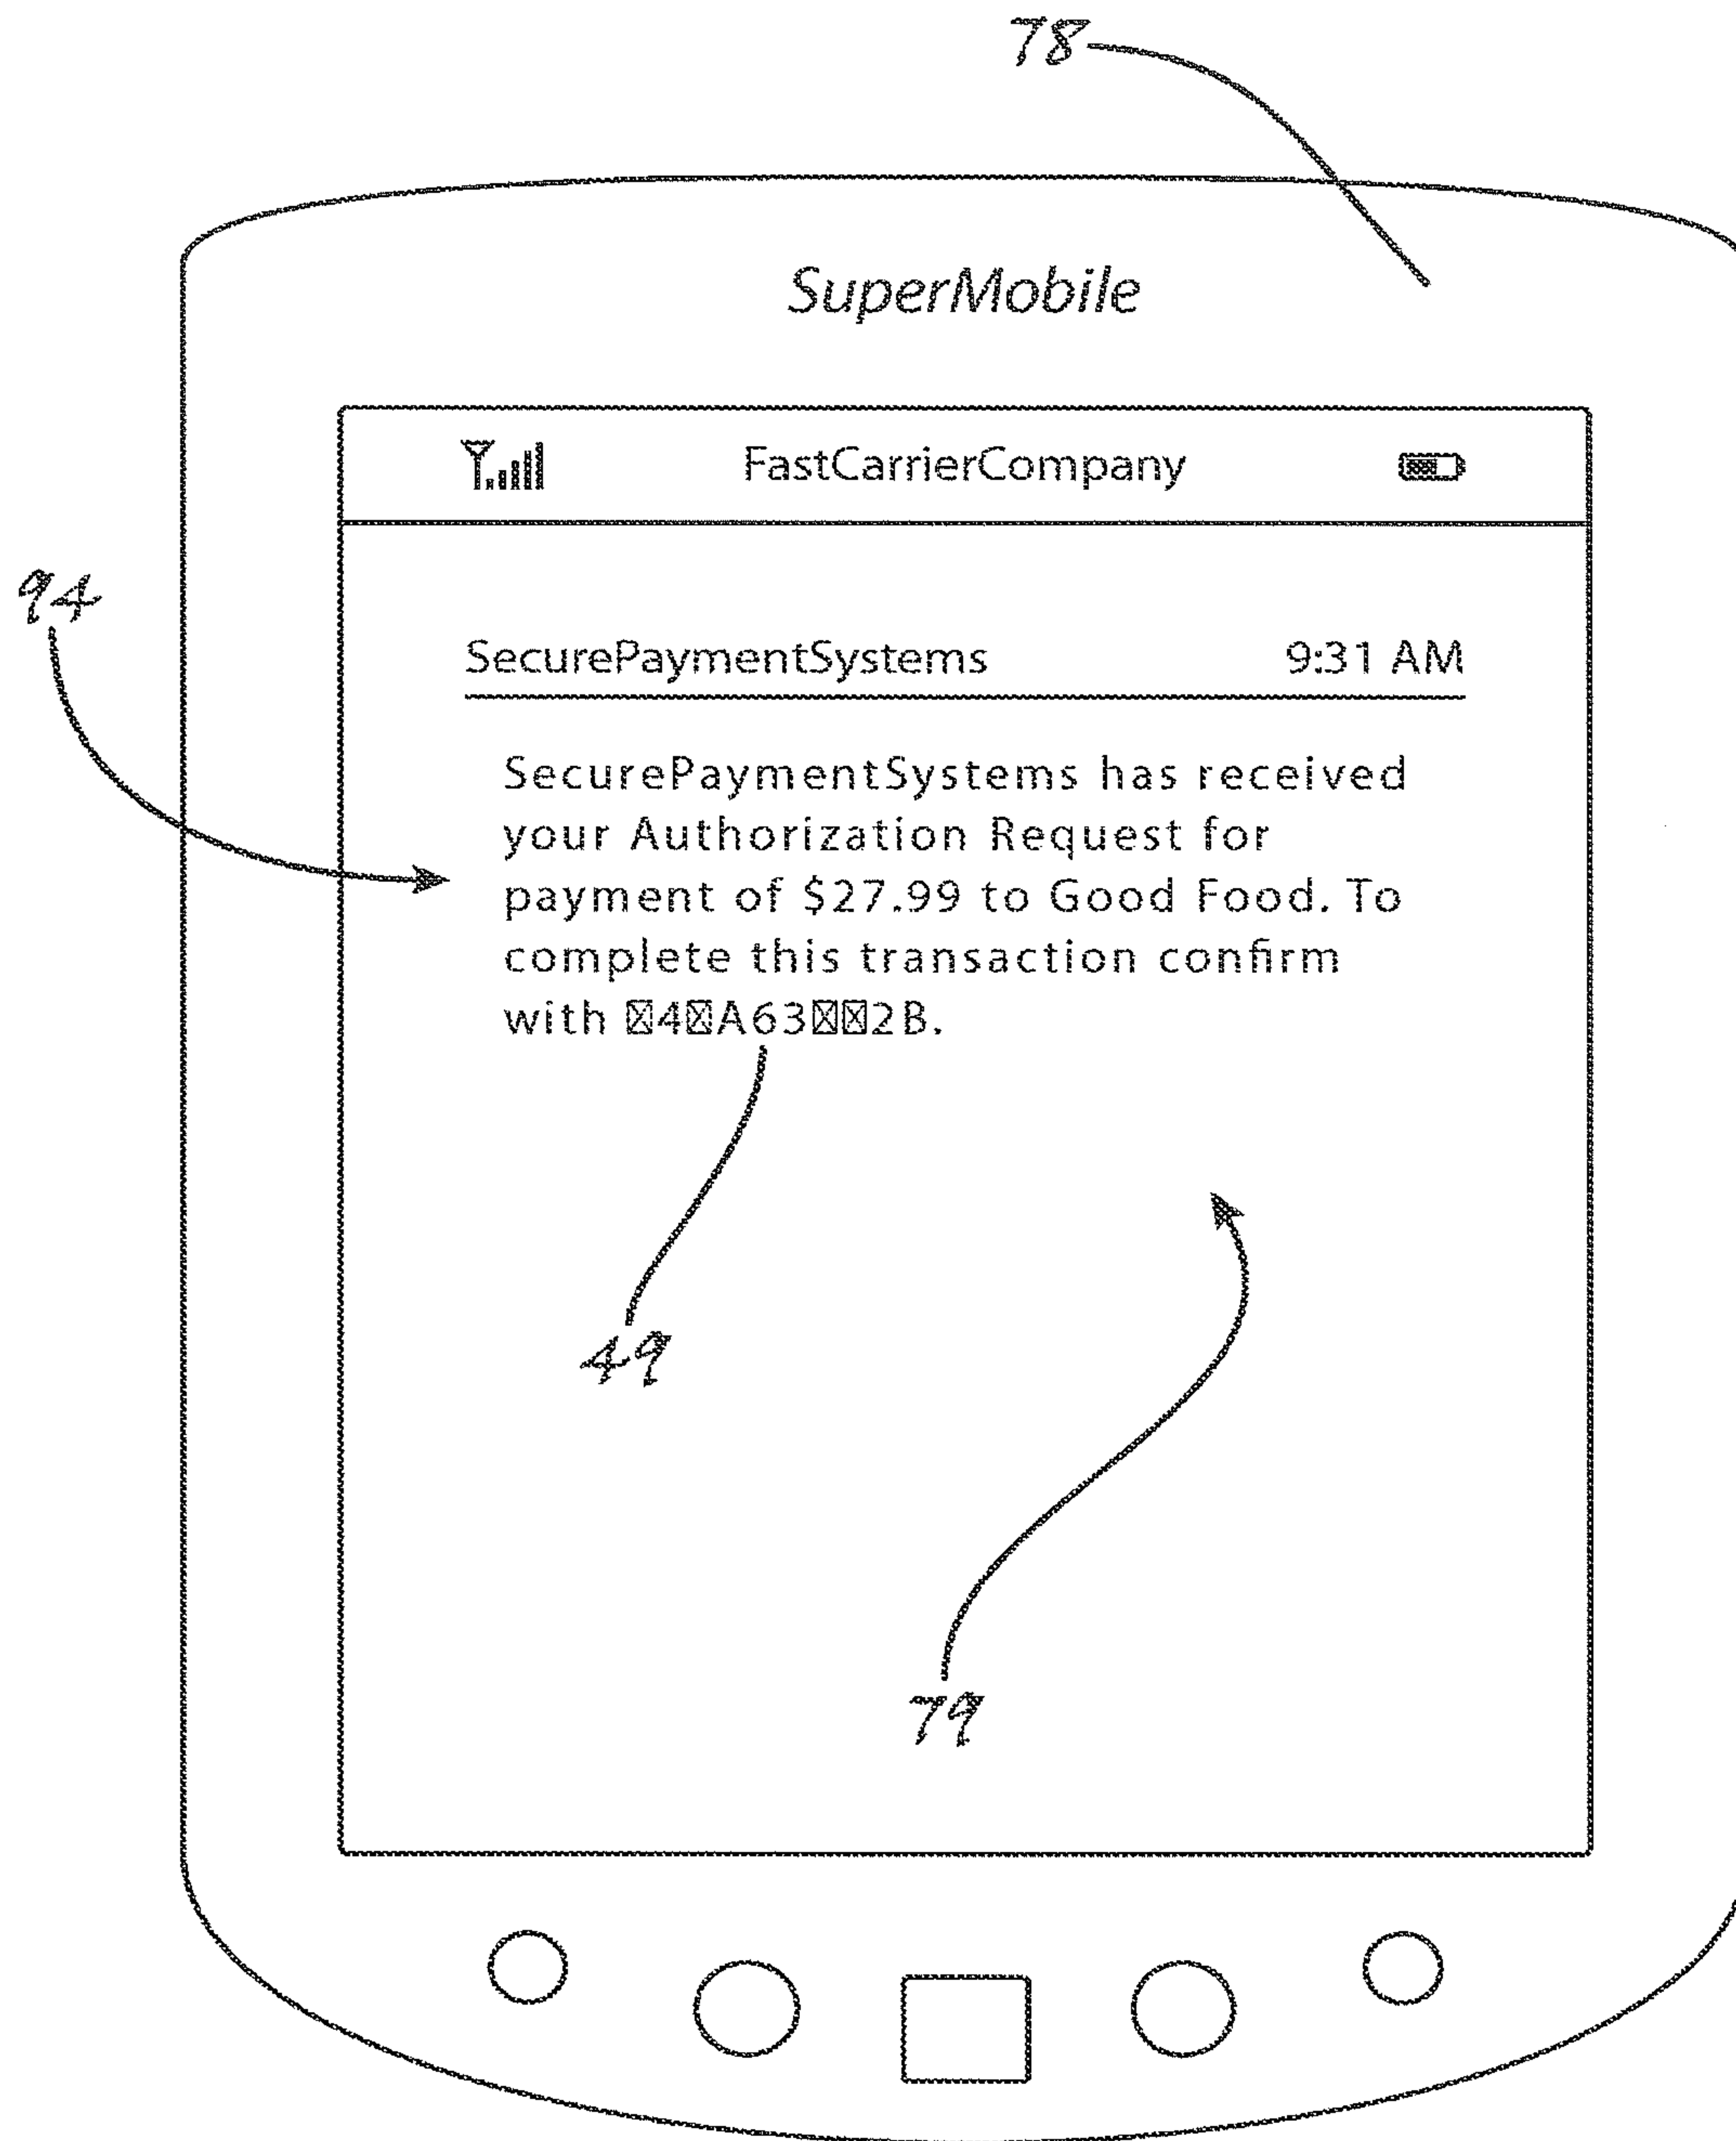 78
SuperMobile
FastCarrierCompany
94
SecurePaymentSystems 9:31 AM
SecurePaymentSystems has received
your Authorization Request for
payment of $27.99 to Good Food. To
complete this transaction confirm
with ☒4☒A63☒☒2B.
49
79